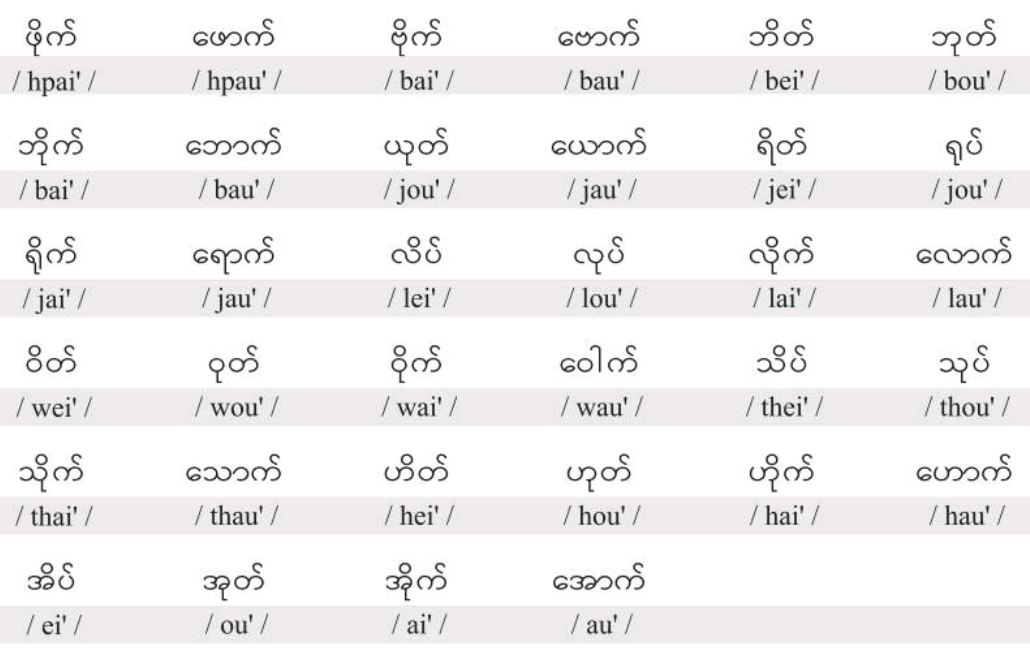 ဖိုက် ဖောက် ဗိုက် ဗောက် ဘိတ် ဘုတ်
/ hpai' / / hpau' / / bai' / / bau' / / bei' / / bou' /
ဘိုက် ဘောက် ယုတ် ယောက် ရိတ် ရုပ်
/ bai' / / bau' / / jou' / / jau' / / jei' / / jou' /
ရိုက် ရောက် လိပ် လုပ် လိုက် လောက်
/ jai' / / jau' / / lei' / / lou' / / lai' / / lau' /
ဝိတ် ဝုတ် ဝိုက် ဝေါက် သိပ် သုပ်
/ wei' / / wou' / / wai' / / wau' / / thei' / / thou' /
သိုက် သောက် ဟိတ် ဟုတ် ဟိုက် ဟောက်
/ thai' / / thau' / / hei' / / hou' / / hai' / / hau' /
အိပ် အုတ် အိုက် အောက်
/ ei' / / ou' / / ai' / / au' /